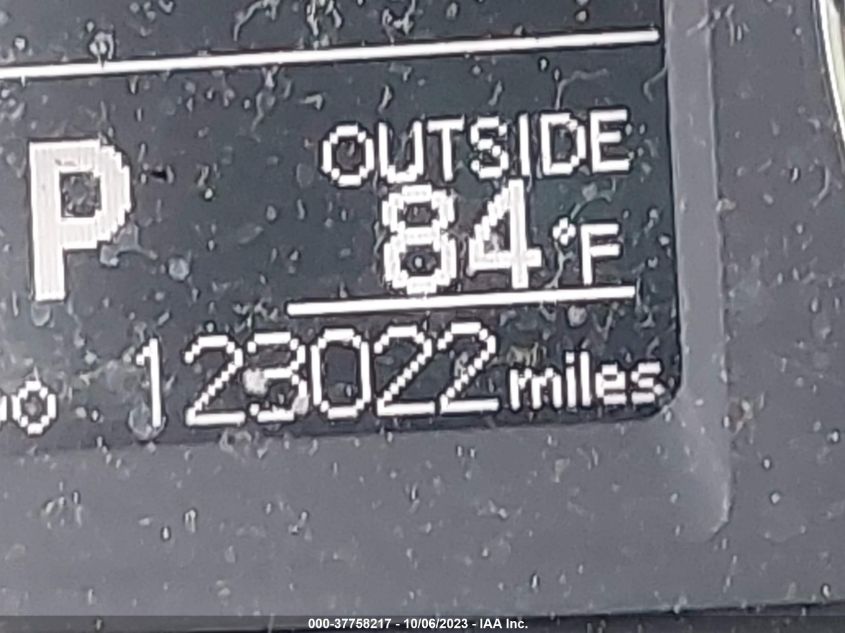 P
OUTSIDE
84°F
123022 miles
000-37758217 - 10/06/2023 - IAA Inc.